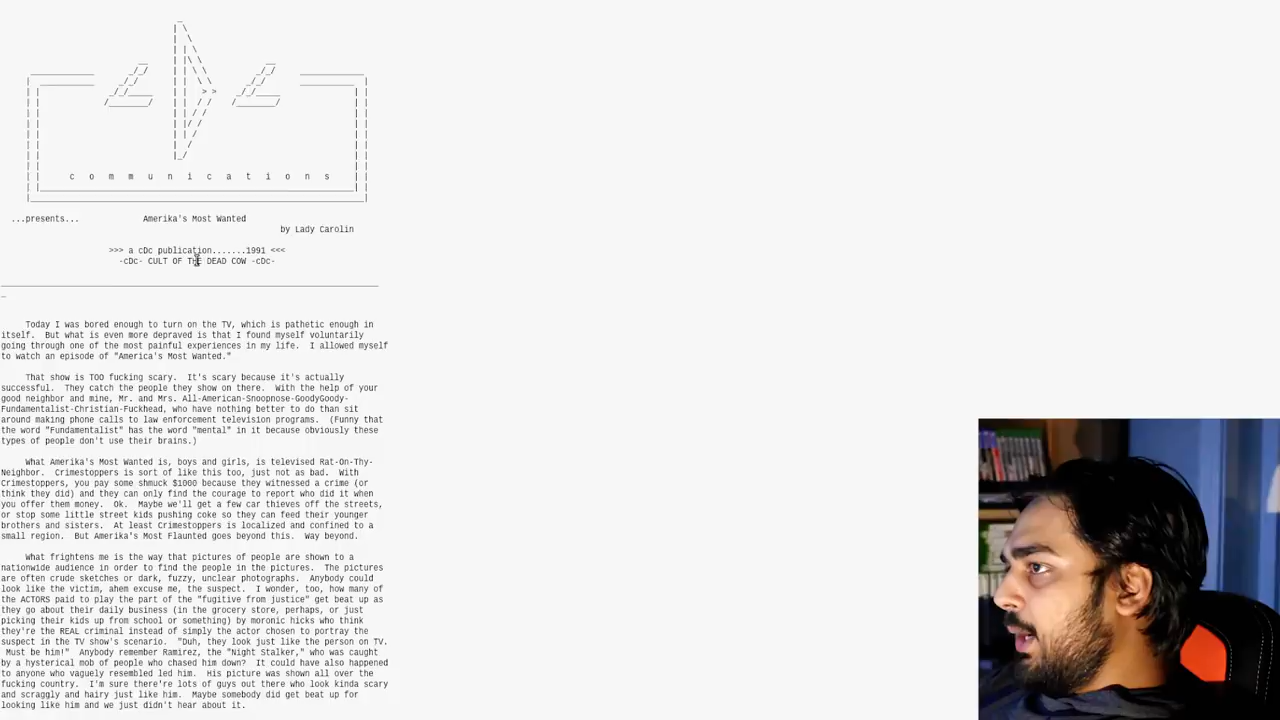 c o m m u n i c a t i o n s
...presents... Amerika's Most Wanted
by Lady Carolin
>>> a cDc publication.......1991 <<<
-cDc- CULT OF THE DEAD COW -cDc-
Today I was bored enough to turn on the TV, which is pathetic enough in
itself. But what is even more depraved is that I found myself voluntarily
going through one of the most painful experiences in my life. I allowed myself
to watch an episode of "America's Most Wanted."
That show is TOO fucking scary. It's scary because it's actually
successful. They catch the people they show on there. With the help of your
good neighbor and mine, Mr. and Mrs. All-American-Snoopnose-GoodyGoody-
Fundamentalist-Christian-Fuckhead, who have nothing better to do than sit
around making phone calls to law enforcement television programs. (Funny that
the word "Fundamentalist" has the word "mental" in it because obviously these
types of people don't use their brains.)
What Amerika's Most Wanted is, boys and girls, is televised Rat-On-Thy-
Neighbor. Crimestoppers is sort of like this too, just not as bad. With
Crimestoppers, you pay some shmuck $1000 because they witnessed a crime (or
think they did) and they can only find the courage to report who did it when
you offer them money. Ok. Maybe we'll get a few car thieves off the streets,
or stop some little street kids pushing coke so they can feed their younger
brothers and sisters. At least Crimestoppers is localized and confined to a
small region. But Amerika's Most Flaunted goes beyond this. Way beyond.
What frightens me is the way that pictures of people are shown to a
nationwide audience in order to find the people in the pictures. The pictures
are often crude sketches or dark, fuzzy, unclear photographs. Anybody could
look like the victim, ahem excuse me, the suspect. I wonder, too, how many of
the ACTORS paid to play the part of the "fugitive from justice" get beat up as
they go about their daily business (in the grocery store, perhaps, or just
picking their kids up from school or something) by moronic hicks who think
they're the REAL criminal instead of simply the actor chosen to portray the
suspect in the TV show's scenario. "Duh, they look just like the person on TV.
Must be him!" Anybody remember Ramirez, the "Night Stalker," who was caught
by a hysterical mob of people who chased him down? It could have also happened
to anyone who vaguely resembled led him. His picture was shown all over the
fucking country. I'm sure there're lots of guys out there who look kinda scary
and scraggly and hairy just like him. Maybe somebody did get beat up for
looking like him and we just didn't hear about it.